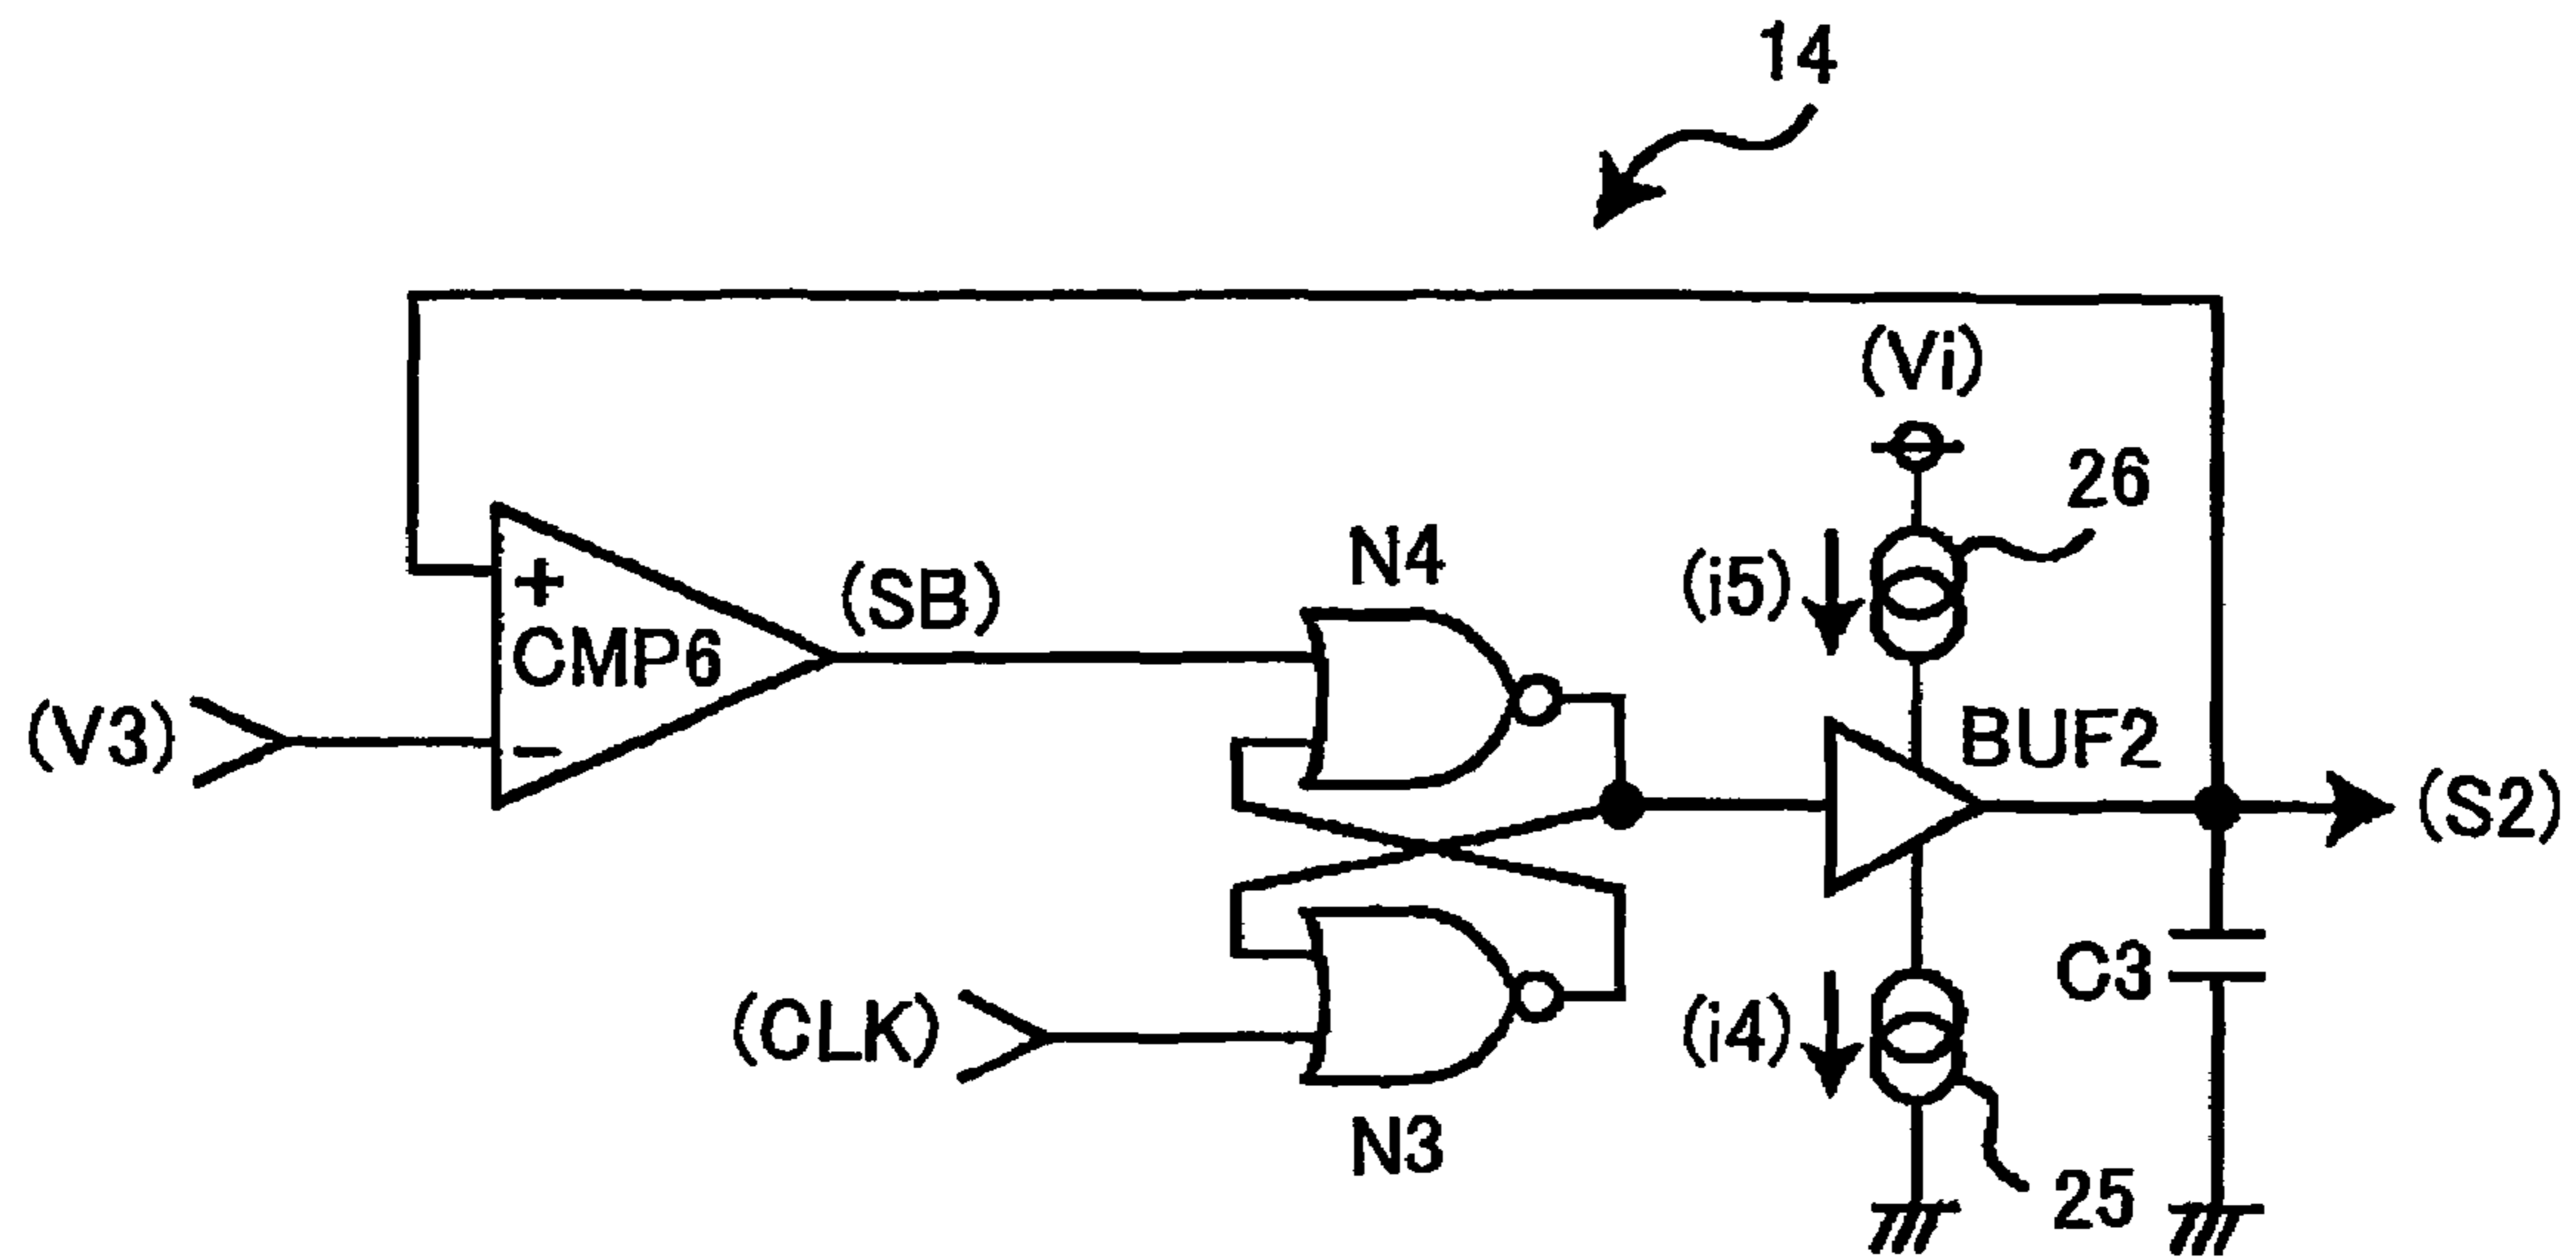 14
(Vi)
26
N4
(i5)
(SB)
+
CMP6
(V3)
−
BUF2
(S2)
C3
(CLK)
(i4)
N3
25